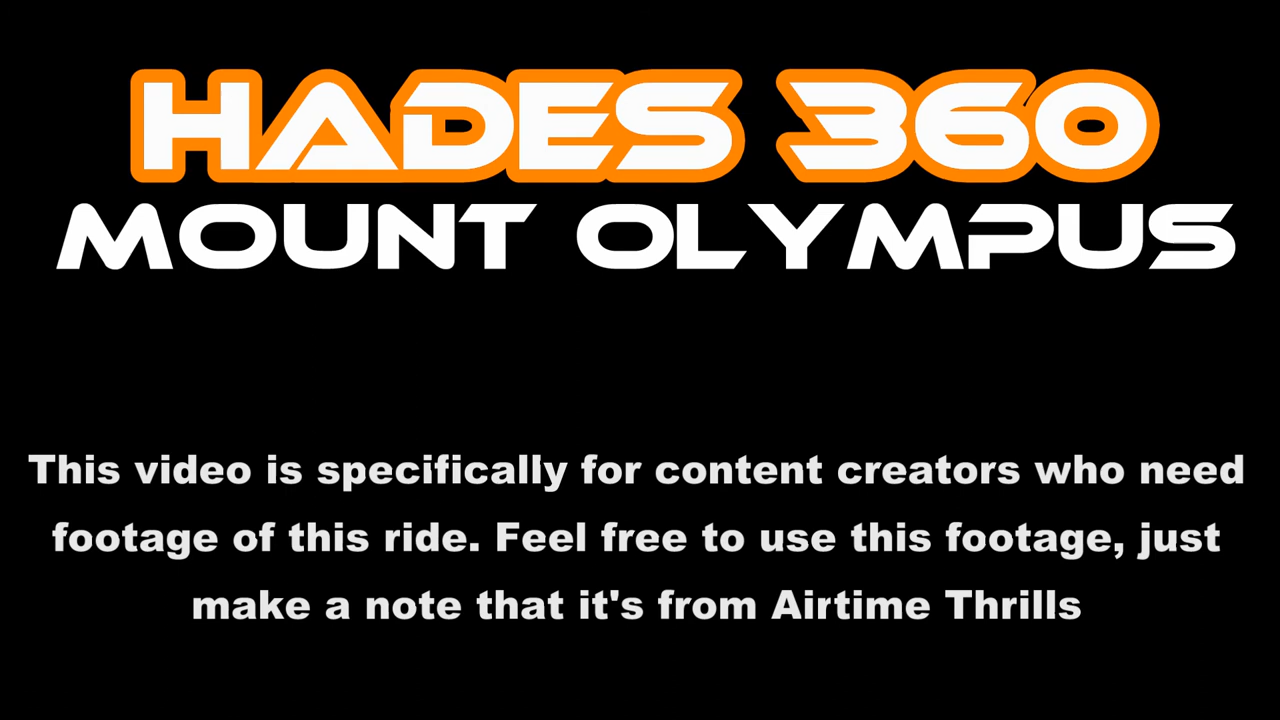 HADES 360
MOUNT OLYMPUS
This video is specifically for content creators who need
footage of this ride. Feel free to use this footage, just
make a note that it's from Airtime Thrills